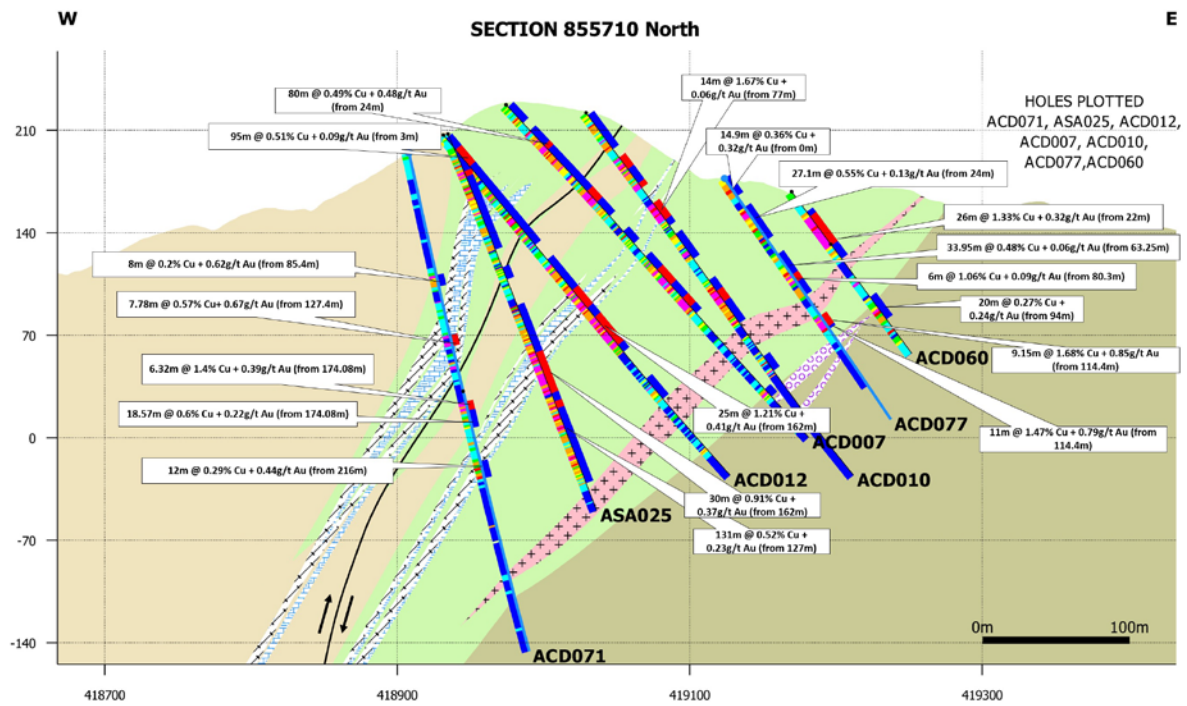 W
E
SECTION 855710 North
80m @ 0.49% Cu + 0.48g/t Au
(from 24m)
95m @ 0.51% Cu + 0.09g/t Au (from 3m)
14m @ 1.67% Cu +
0.06g/t Au (from 77m)
14.9m @ 0.36% Cu +
0.32g/t Au (from 0m)
27.1m @ 0.55% Cu + 0.13g/t Au (from 24m)
HOLES PLOTTED
ACD071, ASA025, ACD012,
ACD007, ACD010,
ACD077,ACD060
26m @ 1.33% Cu + 0.32g/t Au (from 22m)
33.95m @ 0.48% Cu + 0.06g/t Au (from 63.25m)
6m @ 1.06% Cu + 0.09g/t Au (from 80.3m)
20m @ 0.27% Cu +
0.24g/t Au (from 94m)
9.15m @ 1.68% Cu + 0.85g/t Au
(from 114.4m)
11m @ 1.47% Cu + 0.79g/t Au (from
114.4m)
8m @ 0.2% Cu + 0.62g/t Au (from 85.4m)
7.78m @ 0.57% Cu+ 0.67g/t Au (from 127.4m)
6.32m @ 1.4% Cu + 0.39g/t Au (from 174.08m)
18.57m @ 0.6% Cu + 0.22g/t Au (from 174.08m)
12m @ 0.29% Cu + 0.44g/t Au (from 216m)
25m @ 1.21% Cu +
0.41g/t Au (from 162m)
30m @ 0.91% Cu +
0.37g/t Au (from 162m)
131m @ 0.52% Cu +
0.23g/t Au (from 127m)
ACD060
ACD077
ACD007
ACD012
ACD010
ASA025
ACD071
210
140
70
0
-70
-140
0m
100m
418700
418900
419100
419300